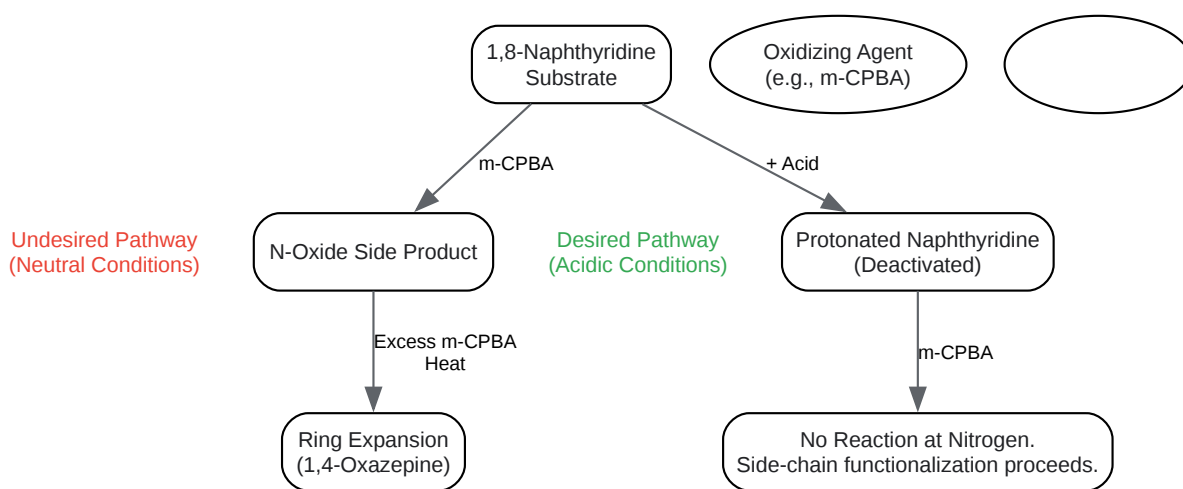 1,8-Naphthyridine
Substrate
Oxidizing Agent
(e.g., m-CPBA)
m-CPBA
+ Acid
Undesired Pathway
(Neutral Conditions)
N-Oxide Side Product
Desired Pathway
(Acidic Conditions)
Protonated Naphthyridine
(Deactivated)
Excess m-CPBA
Heat
m-CPBA
Ring Expansion
(1,4-Oxazepine)
No Reaction at Nitrogen.
Side-chain functionalization proceeds.